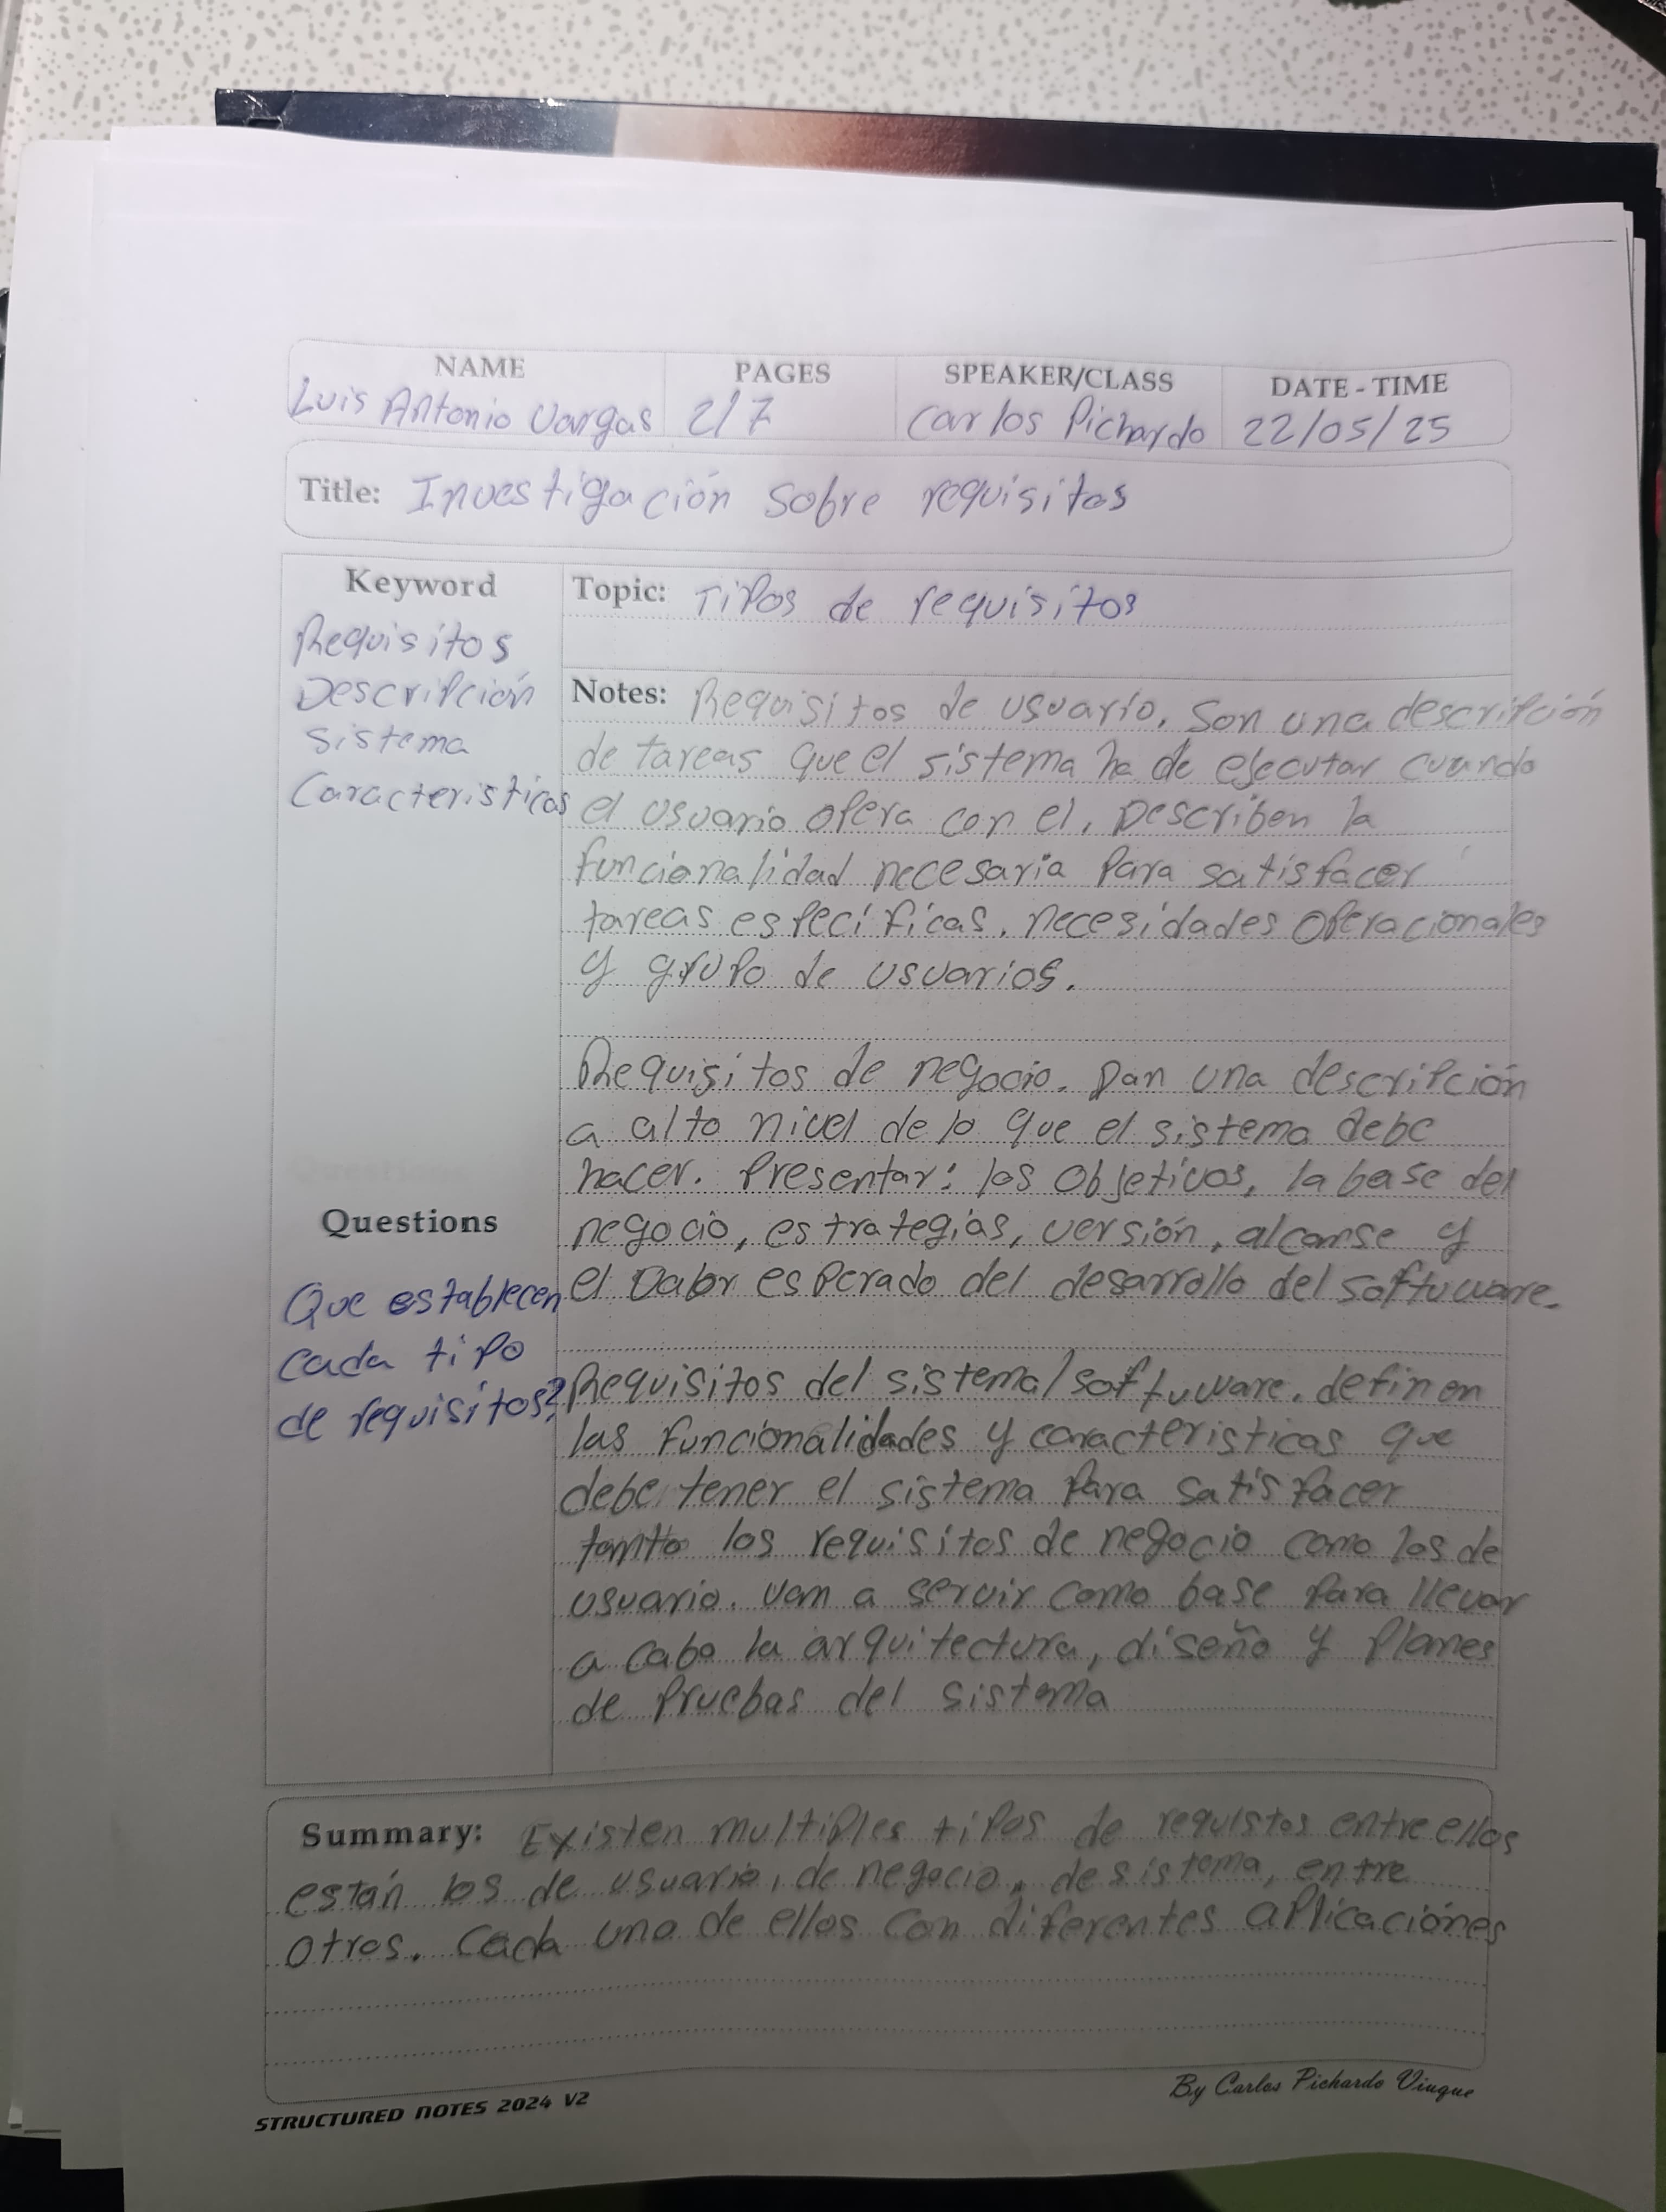 NAME PAGES SPEAKER/CLASS DATE - TIME
Luis Antonio Vargas 2/7 Carlos Pichardo 22/05/25
Title: Investigación sobre requisitos
Keyword
Requisitos
Descripción
sistema
Caracteristicas
Questions
Que establecen
cada tipo
de requisitos?
Topic: Tipos de requisitos
Notes: Requisitos de usuario. Son una descripción
de tareas que el sistema ha de ejecutar cuando
el usuario opera con el. Describen la
funcionalidad necesaria para satisfacer
tareas específicas, necesidades operacionales
y grupo de usuarios.
Requisitos de negocio. Dan una descripción
a alto nivel de lo que el sistema debe
hacer. Presentar: los objetivos, la base del
negocio, estrategias, versión, alcanse y
el valor esperado del desarrollo del software.
Requisitos del sistema/software. definen
las funcionalidades y caracteristicas que
debe tener el sistema para satisfacer
tanto los requisitos de negocio como los de
usuario. van a servir como base para llevar
a cabo la arquitectura, diseño y planes
de pruebas del sistema
Summary: Existen multiples tipos de requistos entre ellos
están los de usuario, de negocio, de sistema, entre
otros. Cada uno de ellos con diferentes aplicaciónes
STRUCTURED NOTES 2024 V2
By Carlos Pichardo Viuque